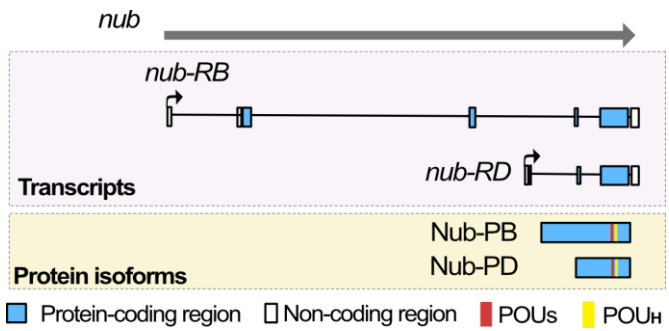 nub
nub-RB
nub-RD
Transcripts
Nub-PB
Nub-PD
Protein isoforms
Protein-coding region Non-coding region POUs POUH